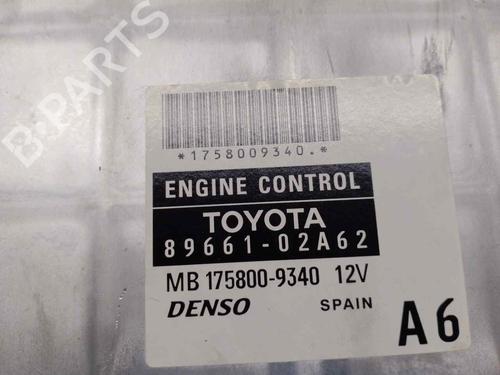 B-PARTS
*1758009340.*
ENGINE CONTROL
TOYOTA
89661-02A62
MB 175800-9340 12V
DENSO SPAIN
A6